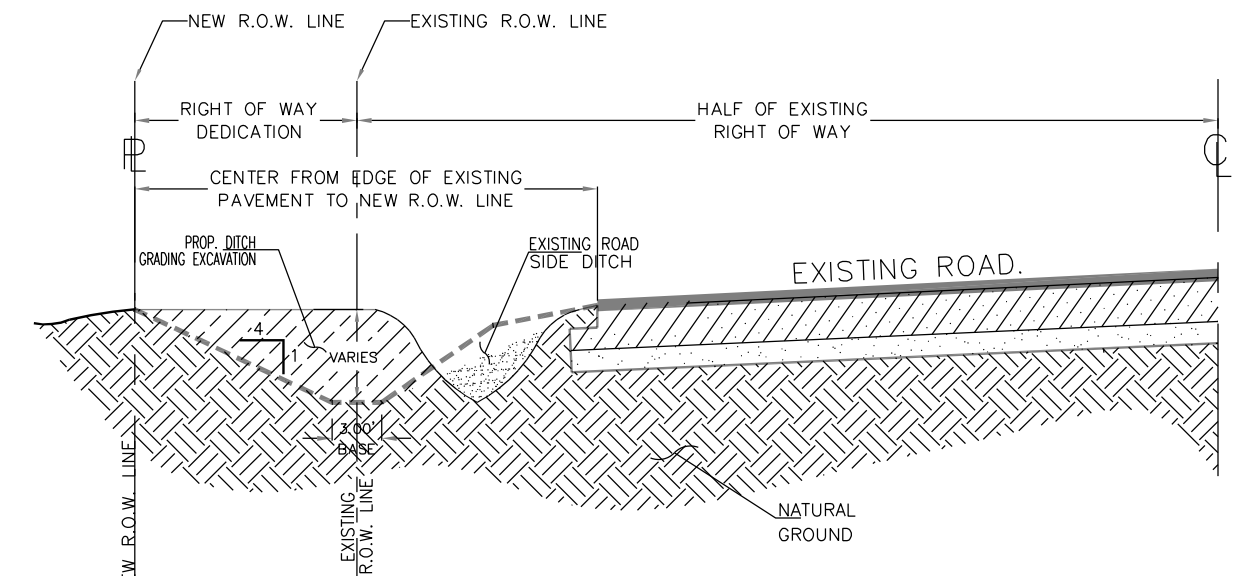 NEW R.O.W. LINE
EXISTING R.O.W. LINE
RIGHT OF WAY
DEDICATION
HALF OF EXISTING
RIGHT OF WAY
PL
CL
CENTER FROM EDGE OF EXISTING
PAVEMENT TO NEW R.O.W. LINE
PROP. DITCH
GRADING EXCAVATION
EXISTING ROAD
SIDE DITCH
EXISTING ROAD.
4
1
VARIES
3.00'
BASE
NATURAL
GROUND
R.O.W. LINE
EXISTING
R.O.W. LINE